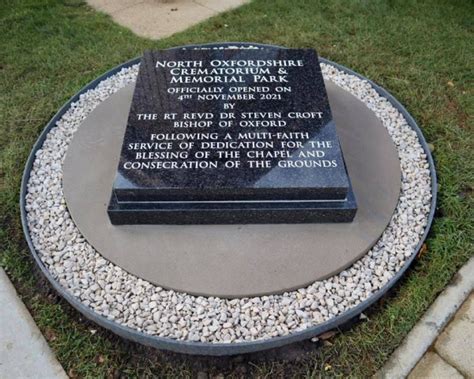 North Oxfordshire
Crematorium &
Memorial Park
Officially opened on
4th November 2021
by
The Rt Revd Dr Steven Croft
Bishop of Oxford
Following a multi-faith
service of dedication for the
blessing of the chapel and
consecration of the grounds